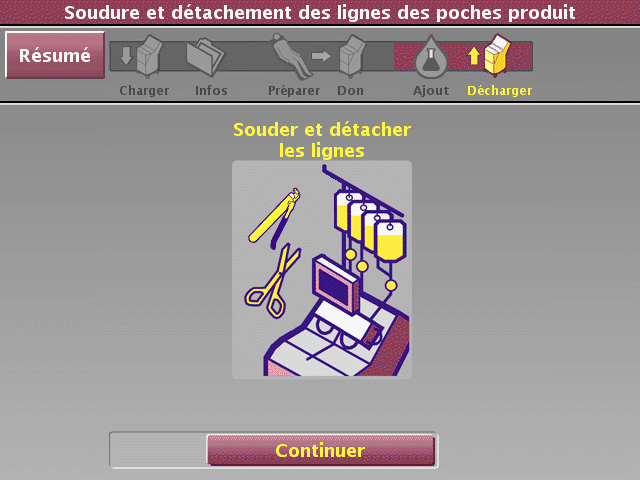 Soudure et détachement des lignes des poches produit
Résumé
Charger
Infos
Préparer
Don
Ajout
Décharger
Souder et détacher
les lignes
Continuer